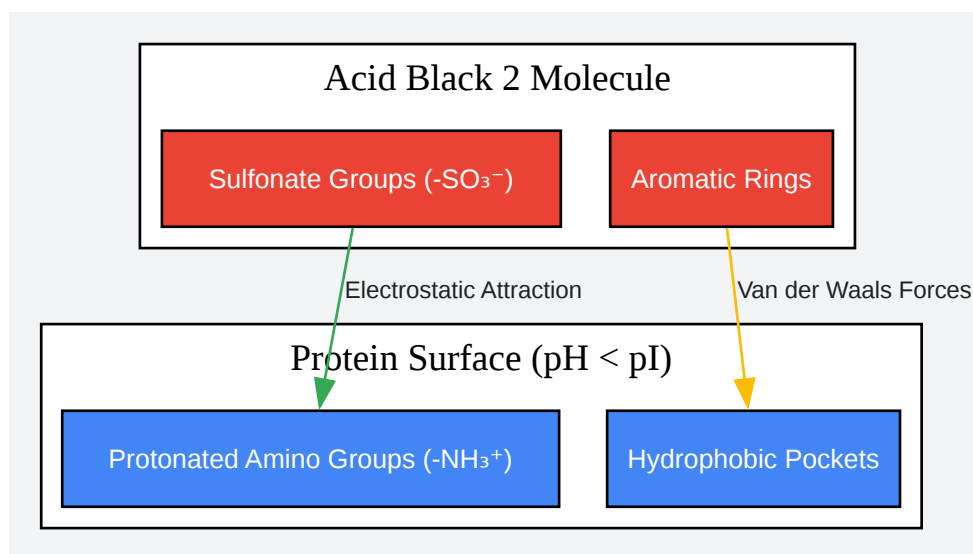 Acid Black 2 Molecule
Sulfonate Groups (-SO₃⁻)
Aromatic Rings
Electrostatic Attraction
Van der Waals Forces
Protein Surface (pH < pI)
Protonated Amino Groups (-NH₃⁺)
Hydrophobic Pockets